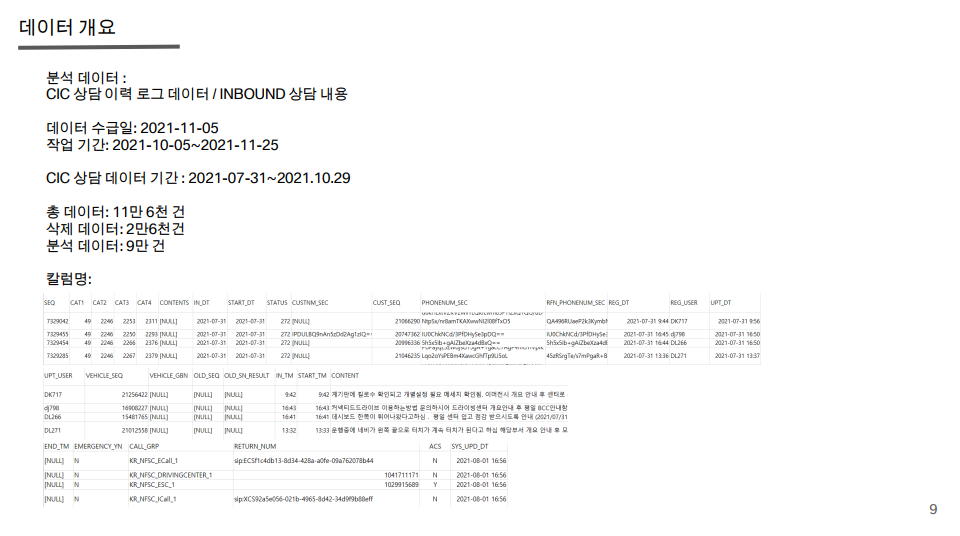 데이터 개요
분석 데이터 :
CIC 상담 이력 로그 데이터 / INBOUND 상담 내용
데이터 수급일: 2021-11-05
작업 기간: 2021-10-05~2021-11-25
CIC 상담 데이터 기간 : 2021-07-31~2021.10.29
총 데이터: 11만 6천 건
삭제 데이터: 2만6천건
분석 데이터: 9만 건
칼럼명:
SEQ CAT1 CAT2 CAT3 CAT4 CONTENTS IN_DT START_DT STATUS CUSTNM_SEC CUST_SEQ PHONENUM_SEC RFN_PHONENUM_SEC REG_DT REG_USER UPT_DT
7329042 49 2246 2253 2311 [NULL] 2021-07-31 2021-07-31 272 [NULL] 21066290 2021-07-31 9:44 DK717 2021-07-31 9:56
7329455 49 2246 2250 2293 [NULL] 2021-07-31 2021-07-31 272 20747362 2021-07-31 16:45 dj798 2021-07-31 16:50
7329454 49 2246 2266 2376 [NULL] 2021-07-31 2021-07-31 272 [NULL] 20996336 2021-07-31 16:44 DL266 2021-07-31 16:50
7329285 49 2246 2267 2379 [NULL] 2021-07-31 2021-07-31 272 [NULL] 21046235 2021-07-31 13:36 DL271 2021-07-31 13:37
UPT_USER VEHICLE_SEQ VEHICLE_GBN OLD_SEQ OLD_SN_RESULT IN_TM START_TM CONTENT
DK717 21256422 [NULL] [NULL] [NULL] 9:42 9:42 계기판에 킬로수 확인되고 개별설정 필요 메세지 확인됨. 이머전시 개요 안내 후 센터로
dj798 16908227 [NULL] [NULL] [NULL] 16:43 16:43 커넥티드드라이브 이용하는방법 문의하시어 드라이빙센터 개요안내 후 평일 BCC안내함
DL266 15481765 [NULL] [NULL] [NULL] 16:41 16:41 대시보드 한쪽이 튀어나왔다고하심 . 평일 센터 입고 점검 받으시도록 안내 (2021/07/31
DL271 21012558 [NULL] [NULL] [NULL] 13:32 13:33 운행중에 네비가 왼쪽 끝으로 터치가 계속 터치가 된다고 하심 해당부서 개요 안내 후 모
END_TM EMERGENCY_YN CALL_GRP RETURN_NUM ACS SYS_UPD_DT
[NULL] N KR_NFSC_ECall_1 sip:ECSf1c4db13-8d34-428a-a0fe-09a762078b44 N 2021-08-01 16:56
[NULL] N KR_NFSC_DRIVINGCENTER_1 1041711171 N 2021-08-01 16:56
[NULL] N KR_NFSC_ESC_1 1029915689 Y 2021-08-01 16:56
[NULL] N KR_NFSC_ICall_1 sip:XCS92a5e056-021b-4965-8d42-34d9f9b88eff N 2021-08-01 16:56
9